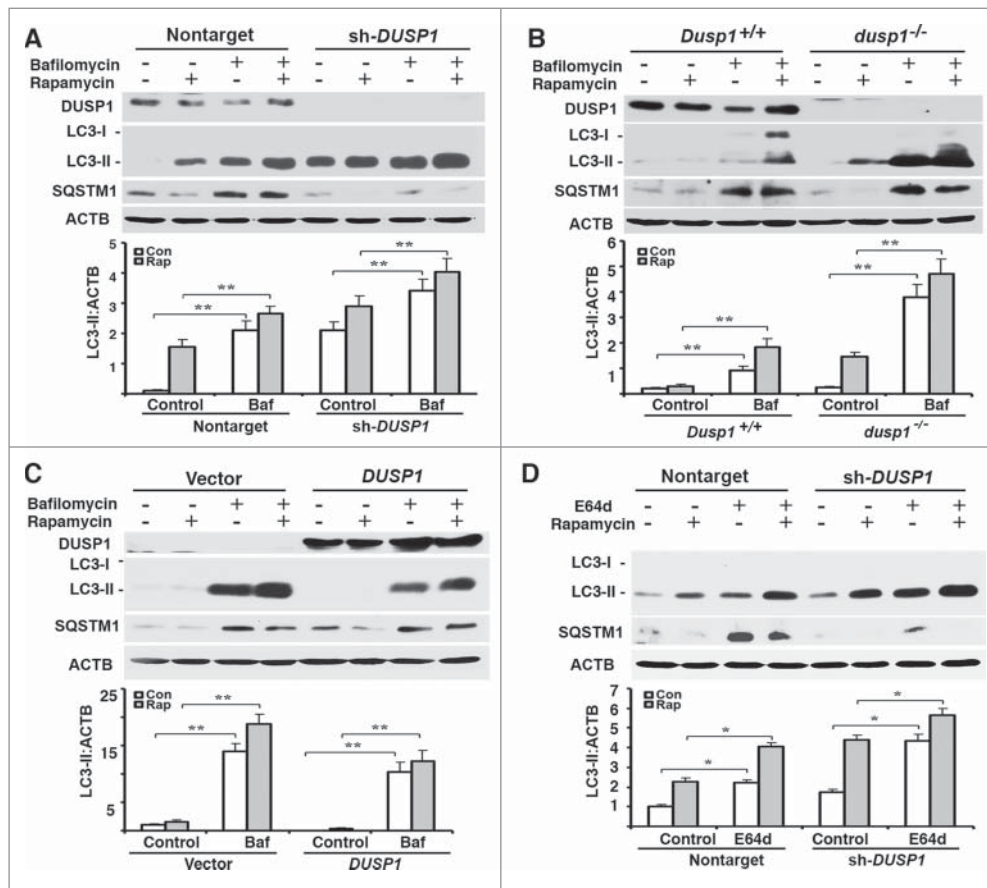 A
Nontarget sh-DUSP1
Bafilomycin - - + + - - + +
Rapamycin - + - + - + - +
DUSP1
LC3-I -
LC3-II -
SQSTM1
ACTB
LC3-II:ACTB
5
4
3
2
1
Con
Rap
** ** ** **
Control Baf Control Baf
Nontarget sh-DUSP1
B
Dusp1+/+ dusp1-/-
Bafilomycin - - + + - - + +
Rapamycin - + - + - + - +
DUSP1
LC3-I -
LC3-II -
SQSTM1
ACTB
LC3-II:ACTB
6
5
4
3
2
1
Con
Rap
** ** ** **
Control Baf Control Baf
Dusp1+/+ dusp1-/-
C
Vector DUSP1
Bafilomycin - - + + - - + +
Rapamycin - + - + - + - +
DUSP1
LC3-I -
LC3-II -
SQSTM1
ACTB
LC3-II:ACTB
25
15
5
Con
Rap
** ** ** **
Control Baf Control Baf
Vector DUSP1
D
Nontarget sh-DUSP1
E64d - - + + - - + +
Rapamycin - + - + - + - +
LC3-I -
LC3-II -
SQSTM1
ACTB
LC3-II:ACTB
7
6
5
4
3
2
1
Con
Rap
* * * *
Control E64d Control E64d
Nontarget sh-DUSP1